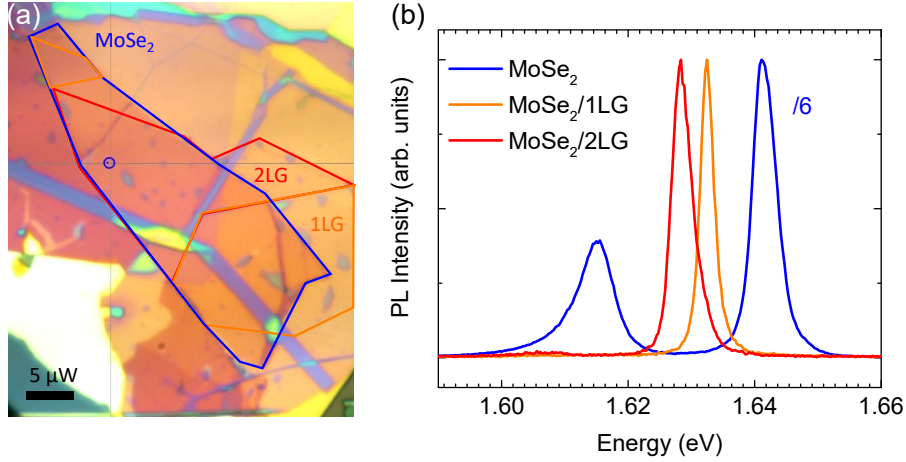 (a)
MoSe2
2LG
1LG
5 µW
(b)
MoSe2
MoSe2/1LG
MoSe2/2LG
/6
PL Intensity (arb. units)
1.60 1.62 1.64 1.66
Energy (eV)